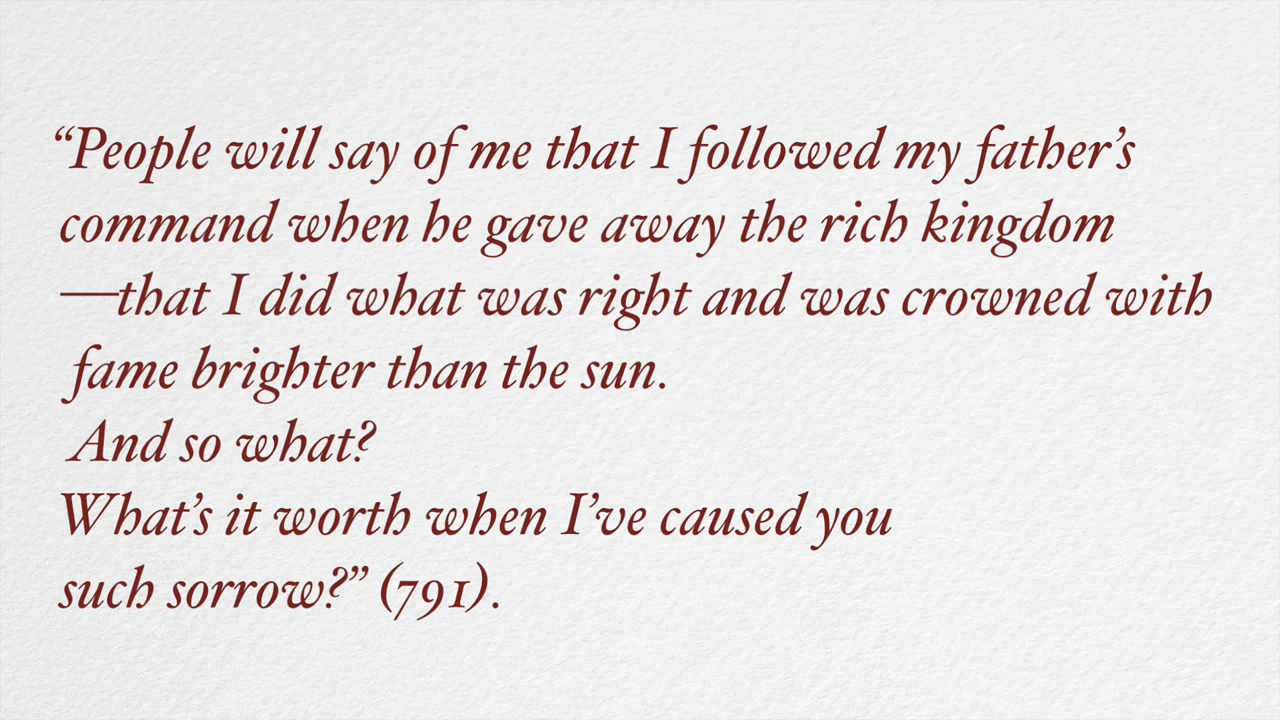 “People will say of me that I followed my father’s
command when he gave away the rich kingdom
—that I did what was right and was crowned with
fame brighter than the sun.
And so what?
What’s it worth when I’ve caused you
such sorrow?” (791).